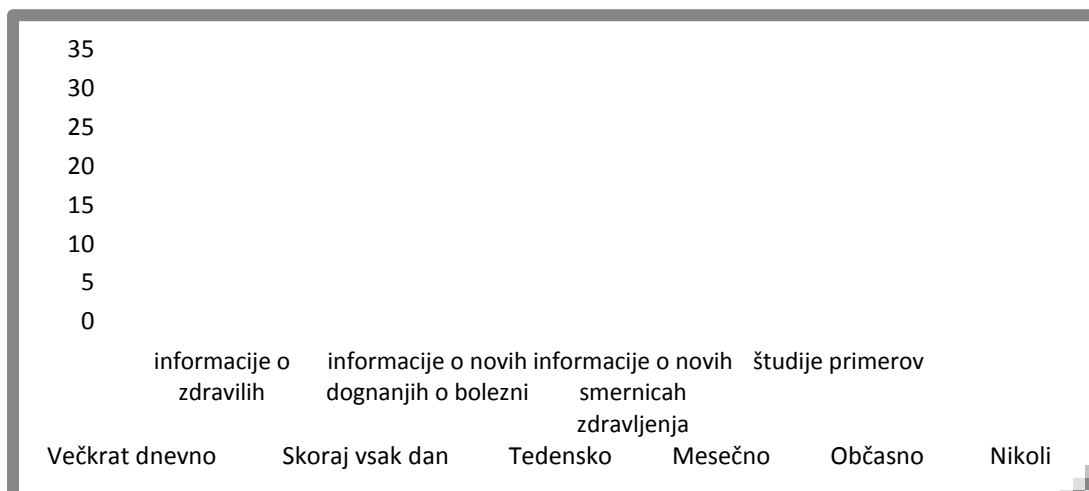 35
30
25
20
15
10
5
0
informacije o informacije o novih informacije o novih študije primerov
zdravilih dognanjih o bolezni smernicah
zdravljenja
Večkrat dnevno Skoraj vsak dan Tedensko Mesečno Občasno Nikoli